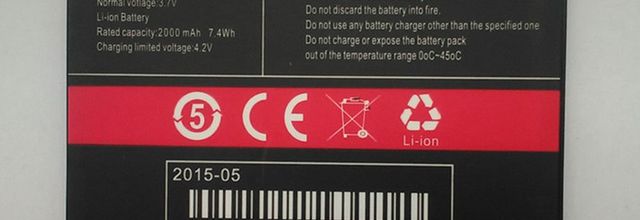 Normal voltage:3.7V
Li-ion Battery
Rated capacity:2000 mAh 7.4Wh
Charging limited voltage:4.2V
Do not discard the battery into fire.
Do not use any battery charger other than the specified one
Do not charge or expose the battery pack
out of the temperature range 0oC~45oC
5 CE
Li-ion
2015-05